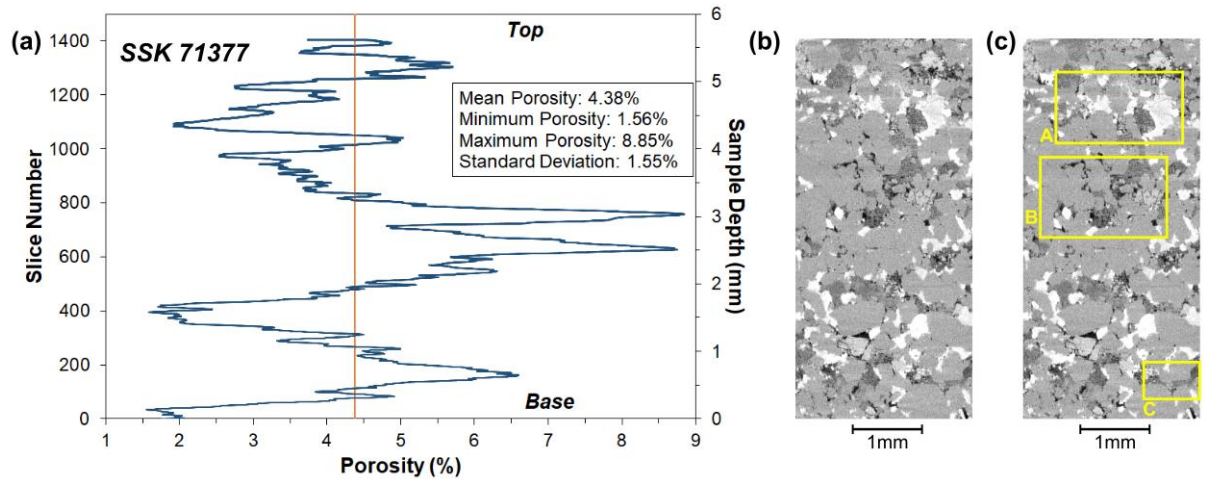 (a)
SSK 71377
Top
Mean Porosity: 4.38%
Minimum Porosity: 1.56%
Maximum Porosity: 8.85%
Standard Deviation: 1.55%
Base
Slice Number
1400
1200
1000
800
600
400
200
0
Sample Depth (mm)
6
5
4
3
2
1
0
1 2 3 4 5 6 7 8 9
Porosity (%)
(b)
1mm
(c)
A
B
C
1mm